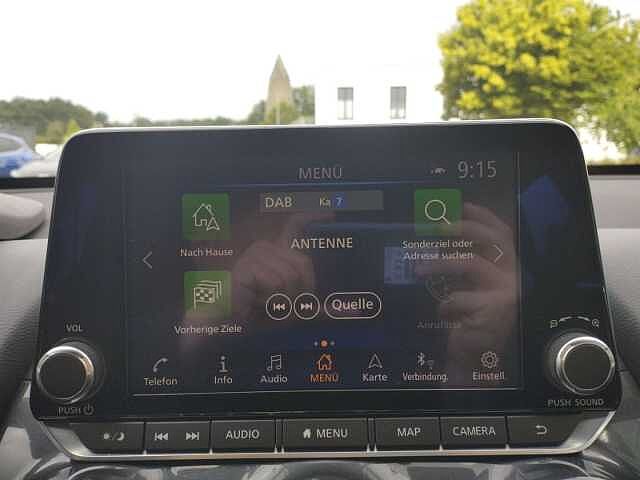 MENÜ
9:15
DAB Ka 7
Nach Hause
ANTENNE
Sonderziel oder
Adresse suchen
Vorherige Ziele
Quelle
Anrufliste
VOL
PUSH
Telefon
Info
Audio
MENÜ
Karte
Verbindung.
Einstell.
PUSH SOUND
AUDIO
MENU
MAP
CAMERA